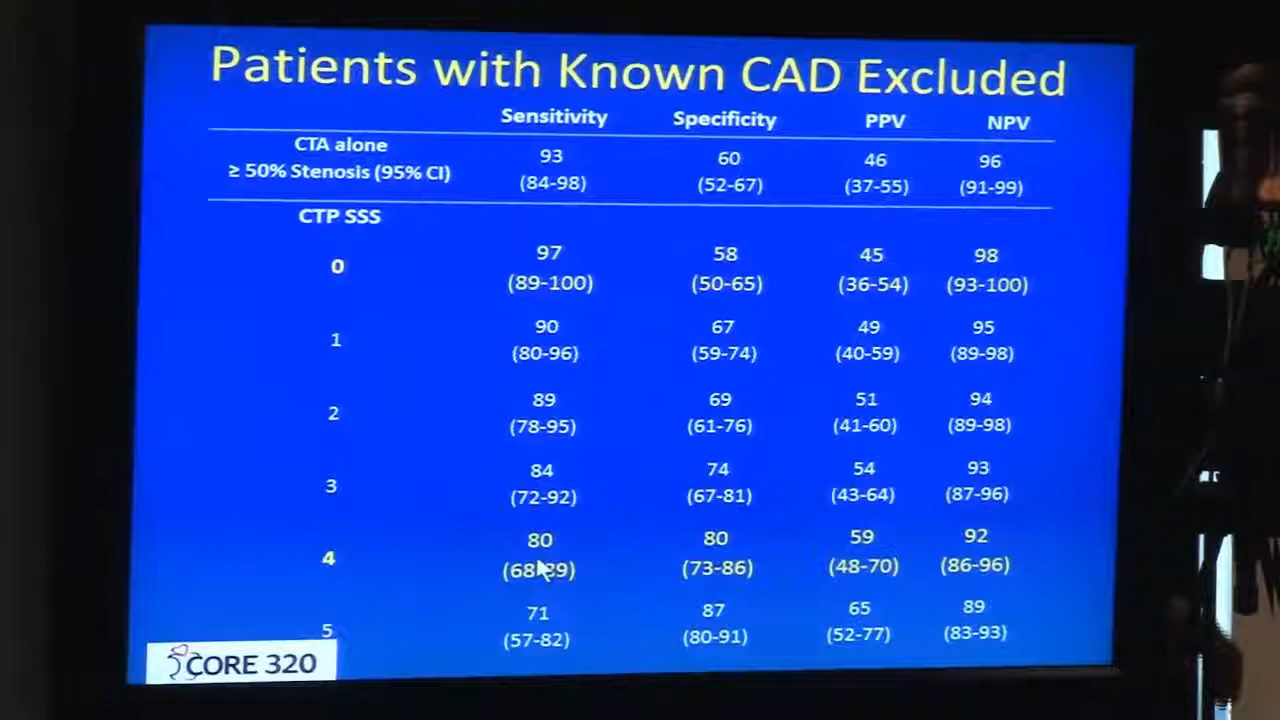 Patients with Known CAD Excluded
Sensitivity Specificity PPV NPV
CTA alone
≥ 50% Stenosis (95% CI)
93 60 46 96
(84-98) (52-67) (37-55) (91-99)
CTP SSS
0
97 58 45 98
(89-100) (50-65) (36-54) (93-100)
1
90 67 49 95
(80-96) (59-74) (40-59) (89-98)
2
89 69 51 94
(78-95) (61-76) (41-60) (89-98)
3
84 74 54 93
(72-92) (67-81) (43-64) (87-96)
4
80 80 59 92
(68-89) (73-86) (48-70) (86-96)
5
71 87 65 89
(57-82) (80-91) (52-77) (83-93)
CORE 320